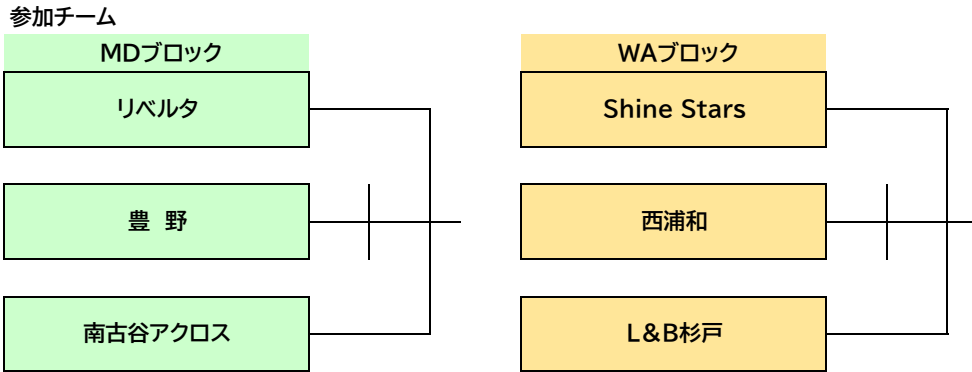 参加チーム
MDブロック
リベルタ
豊 野
南古谷アクロス
WAブロック
Shine Stars
西浦和
L&B杉戸